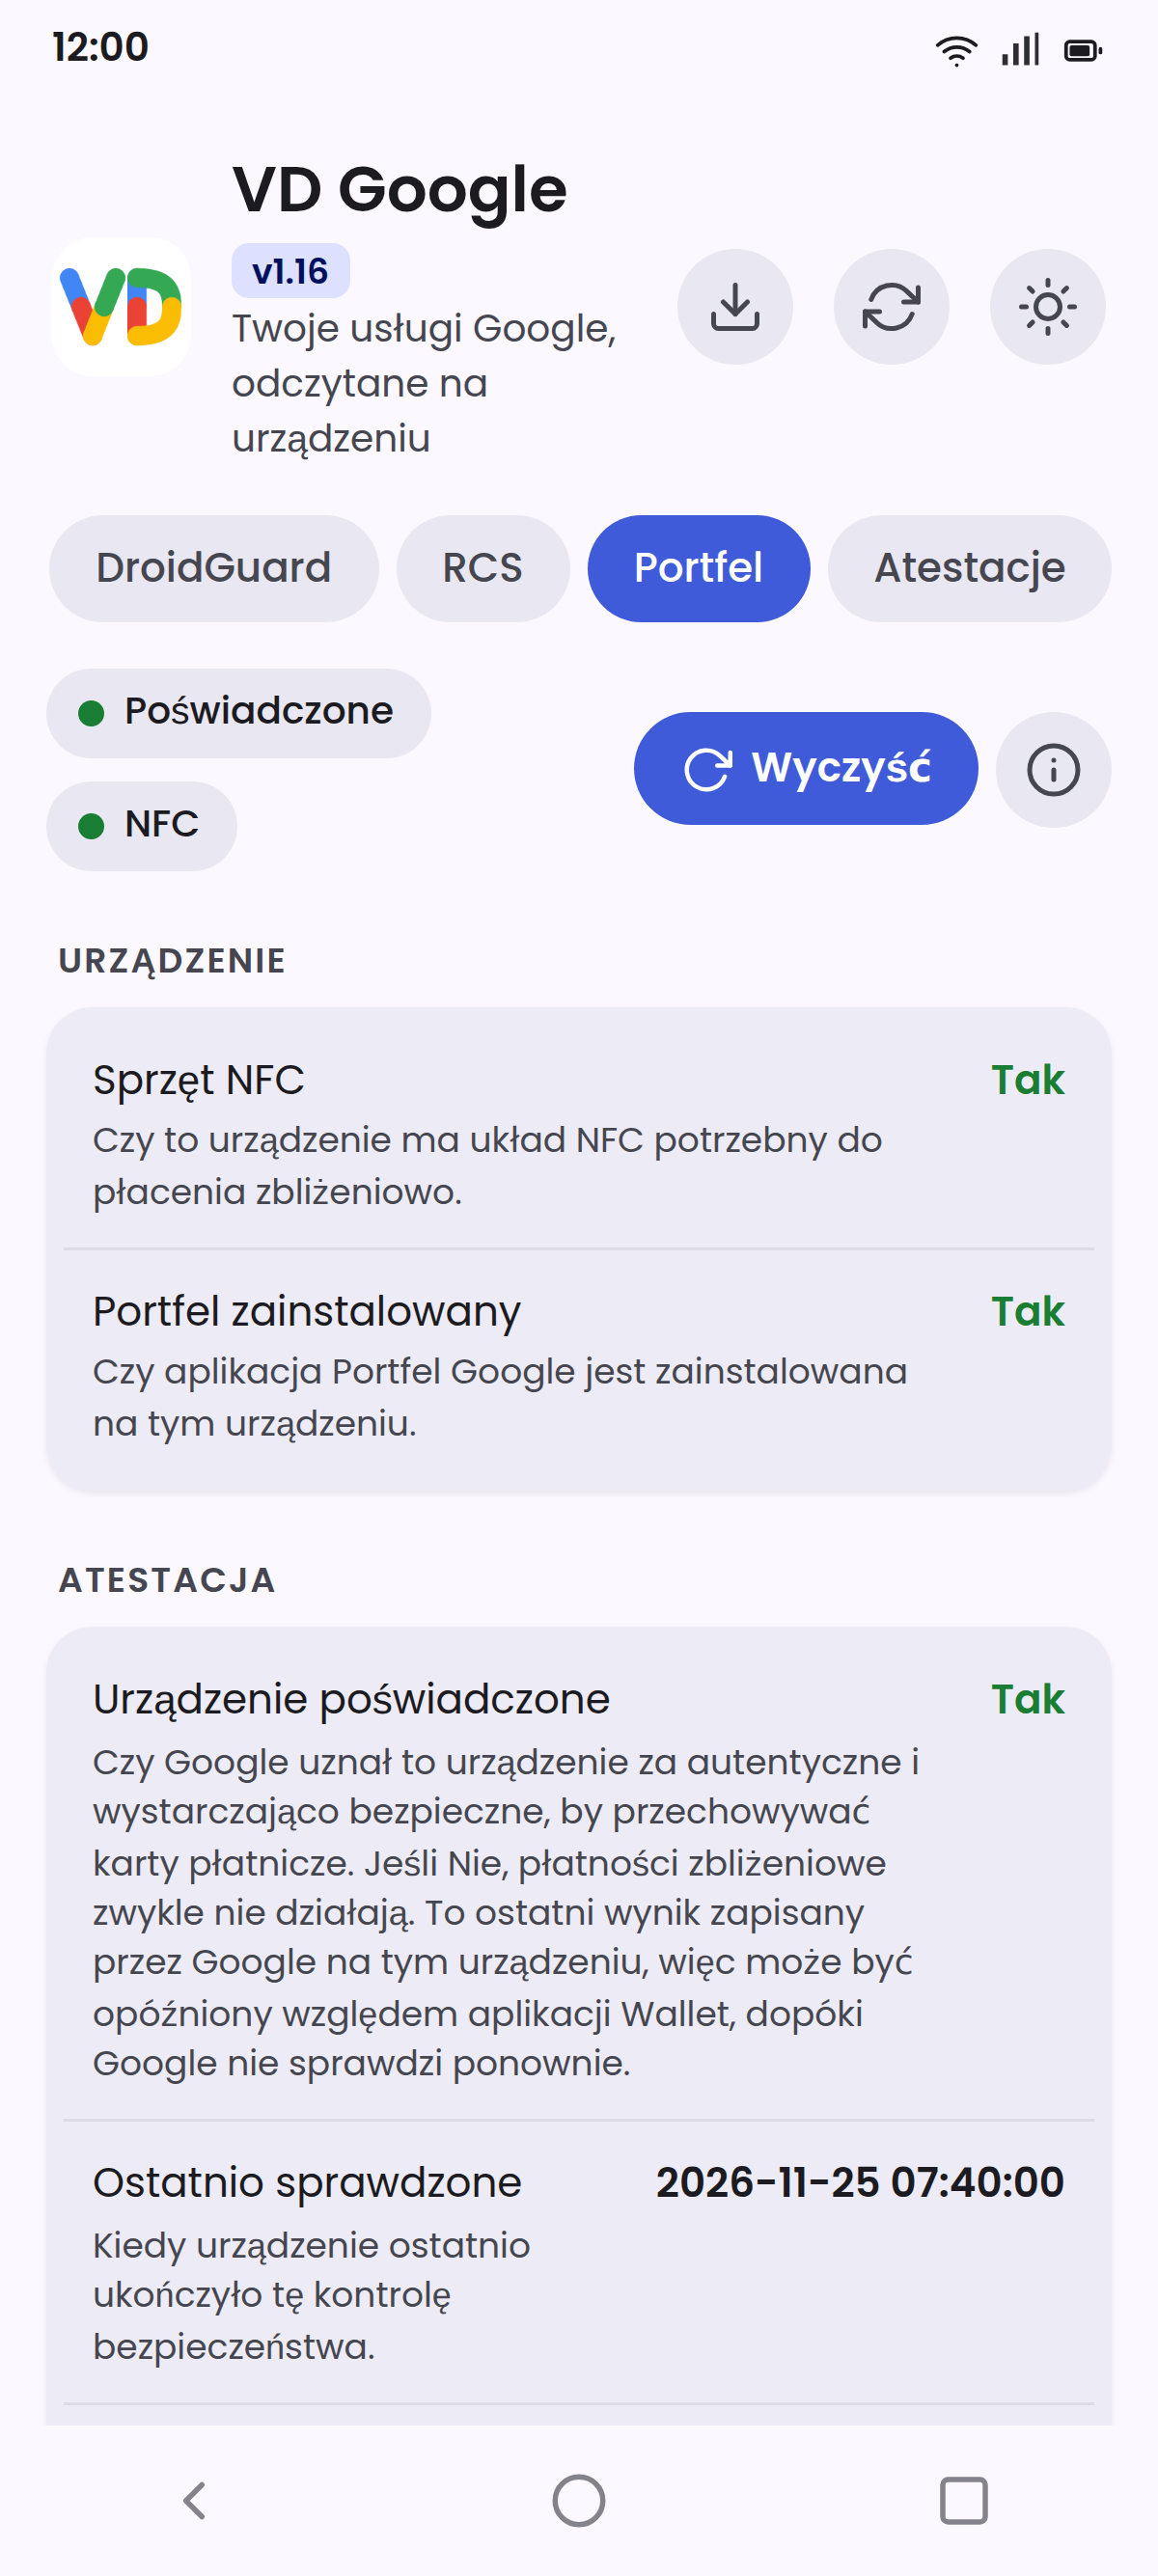 12:00
VD Google
v1.16
Twoje usługi Google,
odczytane na
urządzeniu
VD
DroidGuard
RCS
Portfel
Atestacje
Poświadczone
NFC
Wyczyść
URZĄDZENIE
Sprzęt NFC
Tak
Czy to urządzenie ma układ NFC potrzebny do
płacenia zbliżeniowo.
Portfel zainstalowany
Tak
Czy aplikacja Portfel Google jest zainstalowana
na tym urządzeniu.
ATESTACJA
Urządzenie poświadczone
Tak
Czy Google uznał to urządzenie za autentyczne i
wystarczająco bezpieczne, by przechowywać
karty płatnicze. Jeśli Nie, płatności zbliżeniowe
zwykle nie działają. To ostatni wynik zapisany
przez Google na tym urządzeniu, więc może być
opóźniony względem aplikacji Wallet, dopóki
Google nie sprawdzi ponownie.
Ostatnio sprawdzone
2026-11-25 07:40:00
Kiedy urządzenie ostatnio
ukończyło tę kontrolę
bezpieczeństwa.